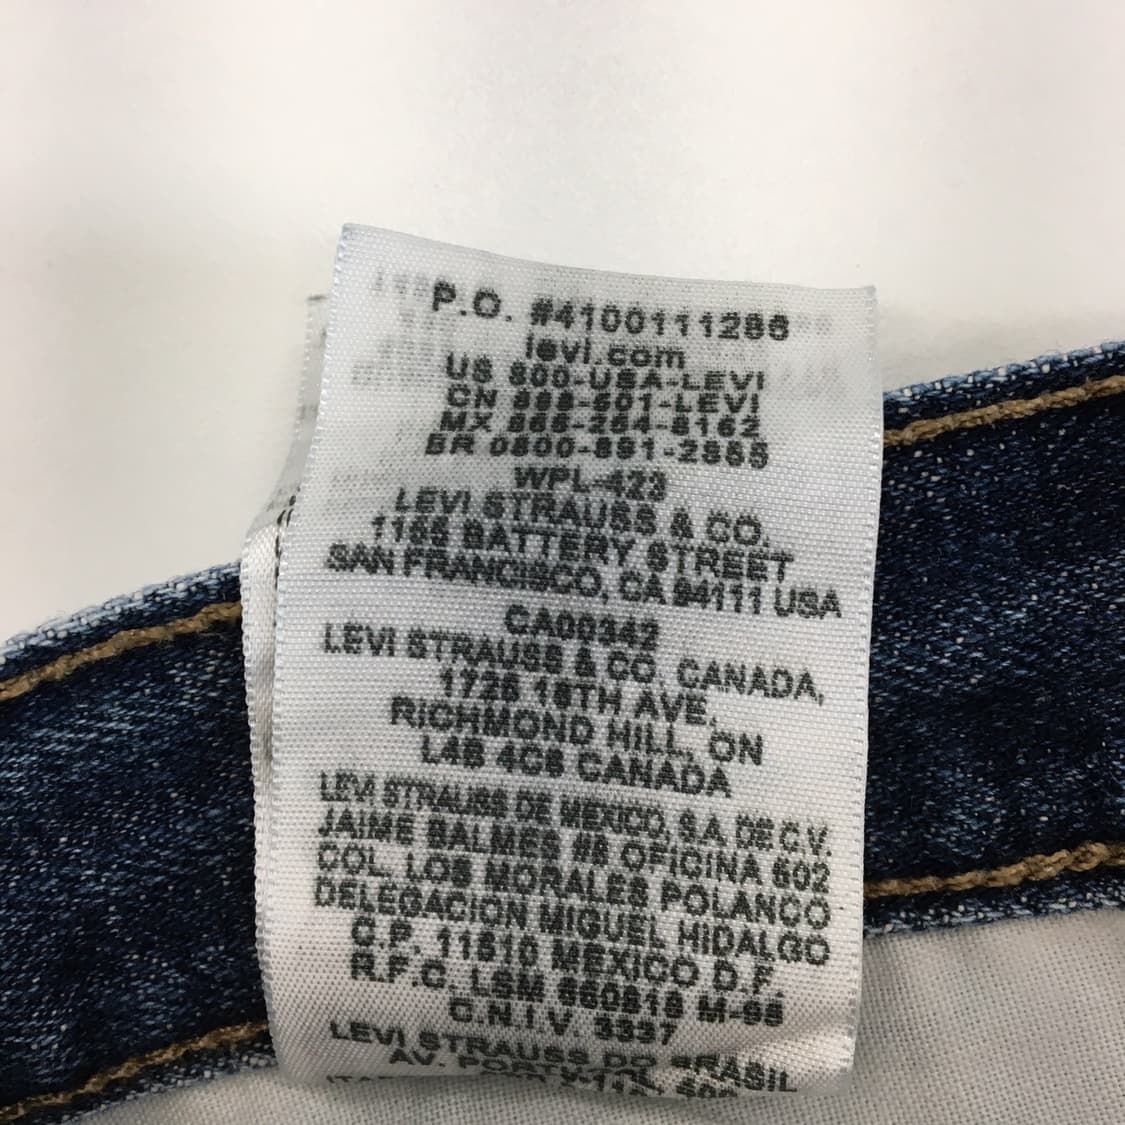 P.O. #4100111286
levi.com
US 800-USA-LEVI
CN 888-501-LEVI
MX 866-254-8162
BR 0800-891-2855
WPL-423
LEVI STRAUSS & CO.
1155 BATTERY STREET
SAN FRANCISCO, CA 94111 USA
CA00342
LEVI STRAUSS & CO. CANADA,
1725 16TH AVE.
RICHMOND HILL, ON
L4B 4C6 CANADA
LEVI STRAUSS DE MEXICO, S.A. DE C.V.
JAIME BALMES #8 OFICINA 602
COL. LOS MORALES POLANCO
DELEGACION MIGUEL HIDALGO
C.P. 11510 MEXICO D.F.
R.F.C. LSM
C.N.I.V. 3337
LEVI STRAUSS DO BRASIL
AV.